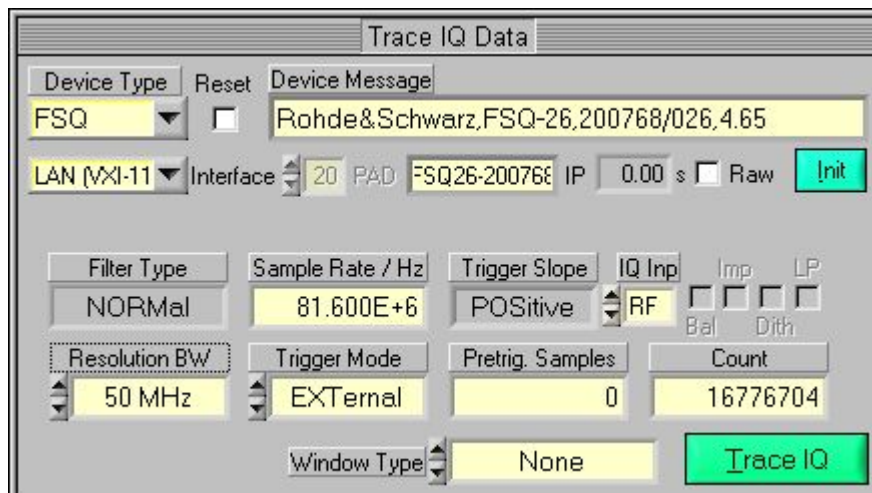 Trace IQ Data
Device Type Reset Device Message
FSQ Rohde&Schwarz,FSQ-26,200768/026,4.65
LAN (VXI-11 Interface 20 PAD FSQ26-200768 IP 0.00 s Raw Init
Filter Type Sample Rate / Hz Trigger Slope IQ Inp Imp LP
NORMal 81.600E+6 POSitive RF
Bal Dith
Resolution BW Trigger Mode Pretrig. Samples Count
50 MHz EXTernal 0 16776704
Window Type None Trace IQ